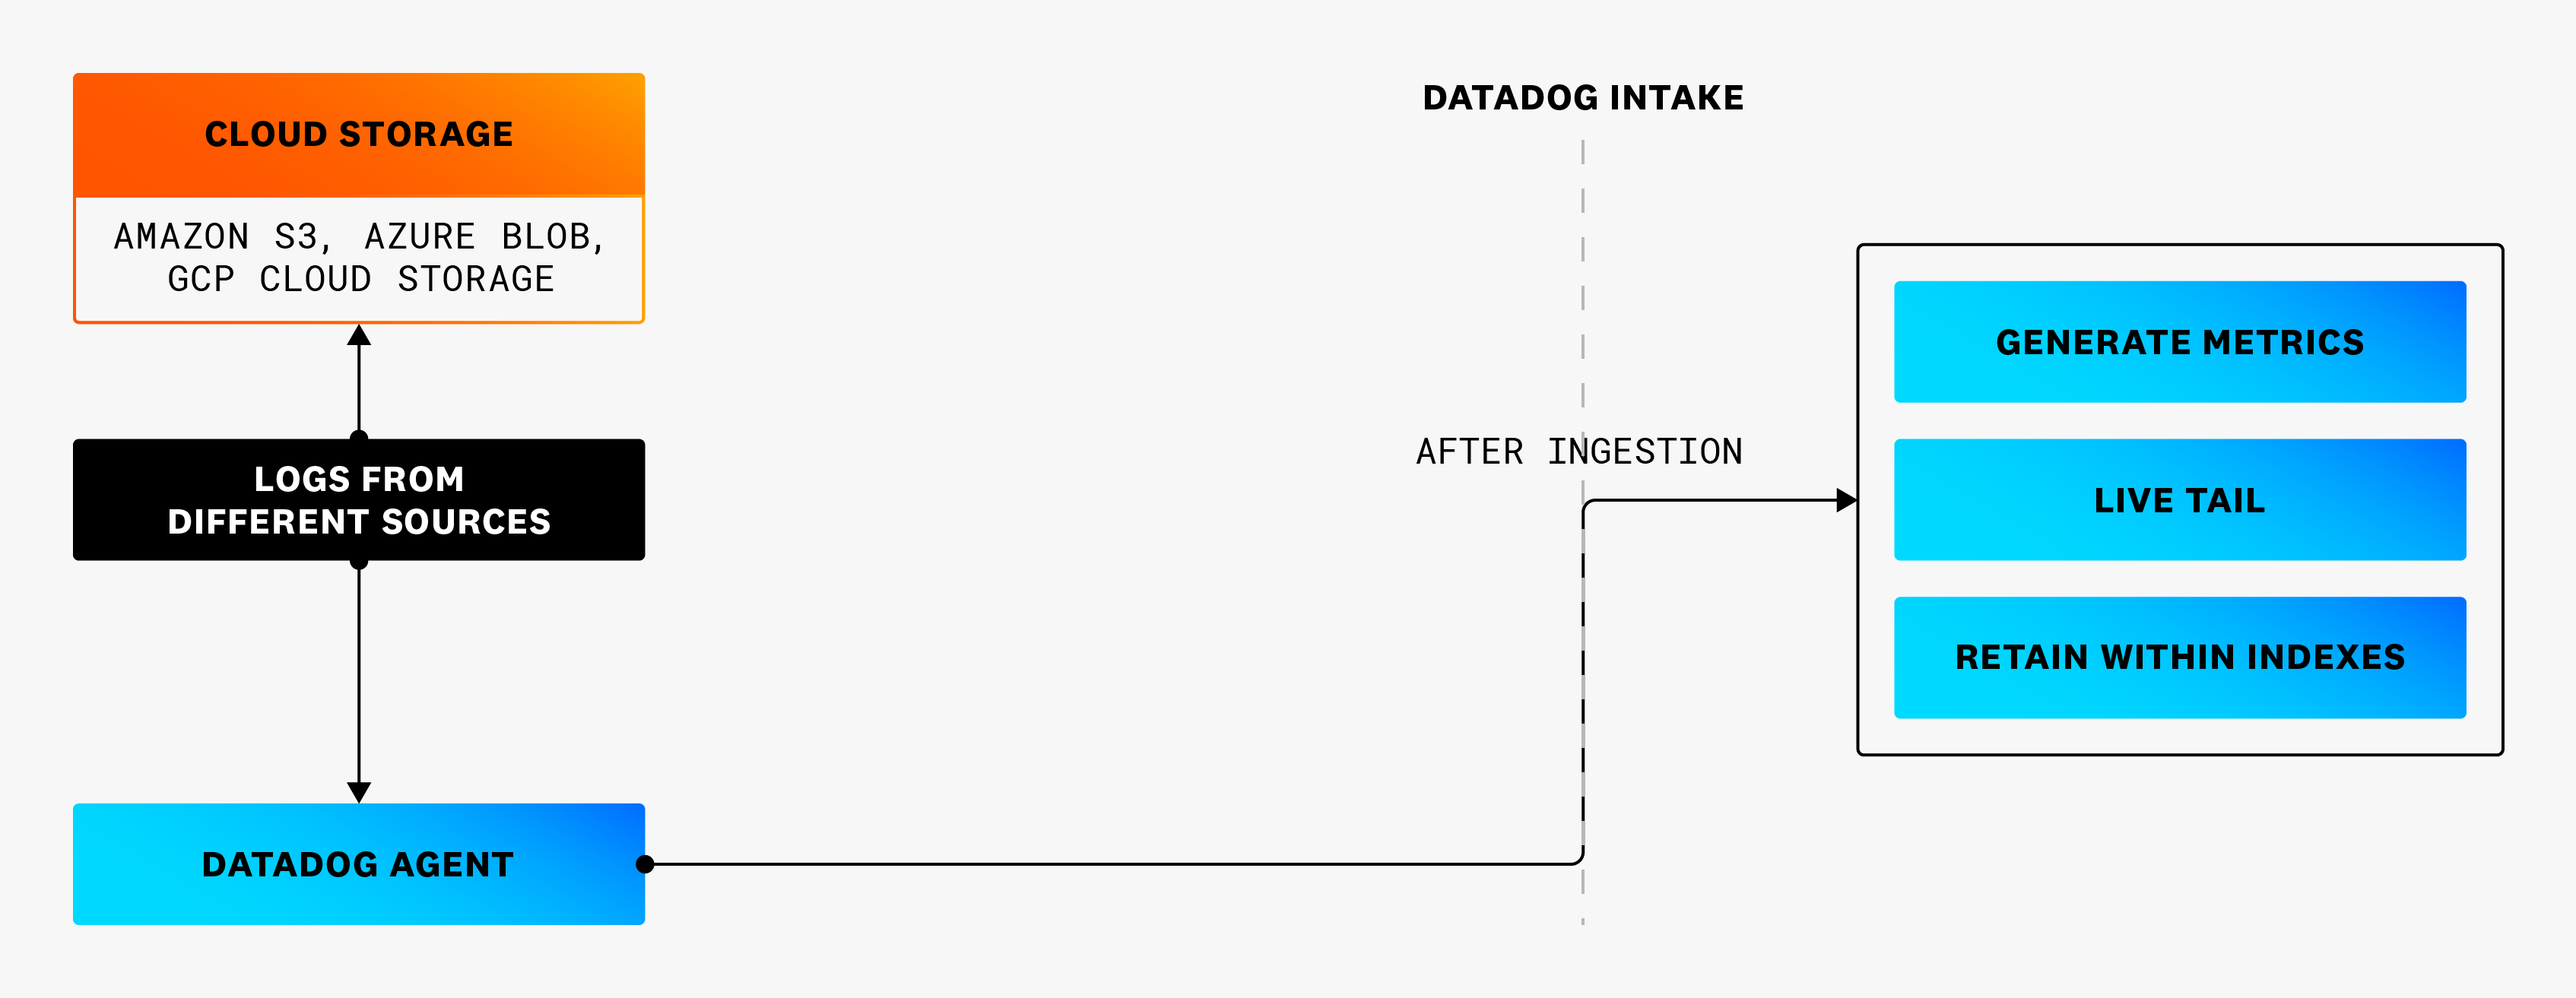 CLOUD STORAGE
AMAZON S3, AZURE BLOB,
GCP CLOUD STORAGE
LOGS FROM
DIFFERENT SOURCES
DATADOG AGENT
DATADOG INTAKE
AFTER INGESTION
GENERATE METRICS
LIVE TAIL
RETAIN WITHIN INDEXES